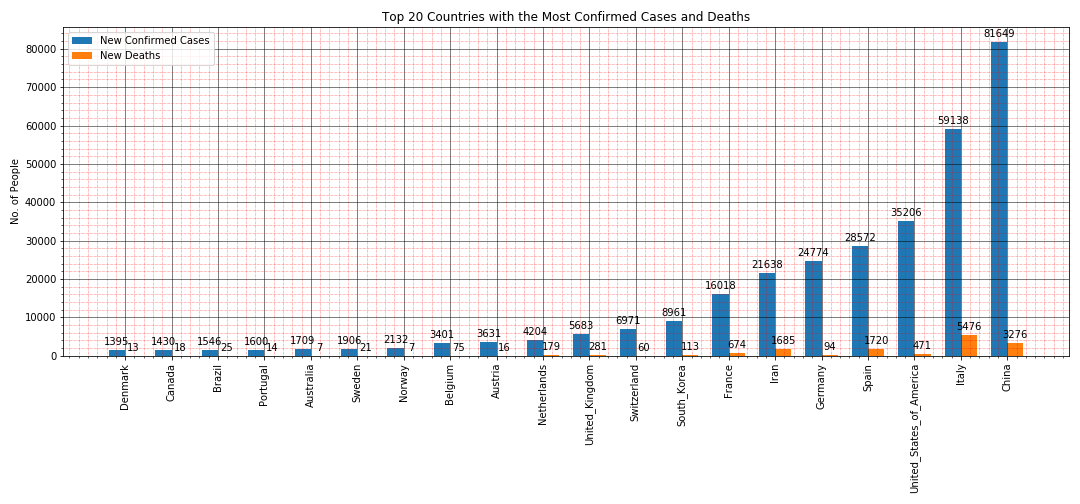 Top 20 Countries with the Most Confirmed Cases and Deaths
New Confirmed Cases
New Deaths
No. of People
80000
70000
60000
50000
40000
30000
20000
10000
0
1395 13
1430 18
1546 25
1600 14
1709 7
1906 21
2132 7
3401 75
3631 16
4204 179
5683 281
6971 60
8961 113
16018 674
21638 1685
24774 94
28572 1720
35206 471
59138 5476
81649 3276
Denmark
Canada
Brazil
Portugal
Australia
Sweden
Norway
Belgium
Austria
Netherlands
United_Kingdom
Switzerland
South_Korea
France
Iran
Germany
Spain
United_States_of_America
Italy
China